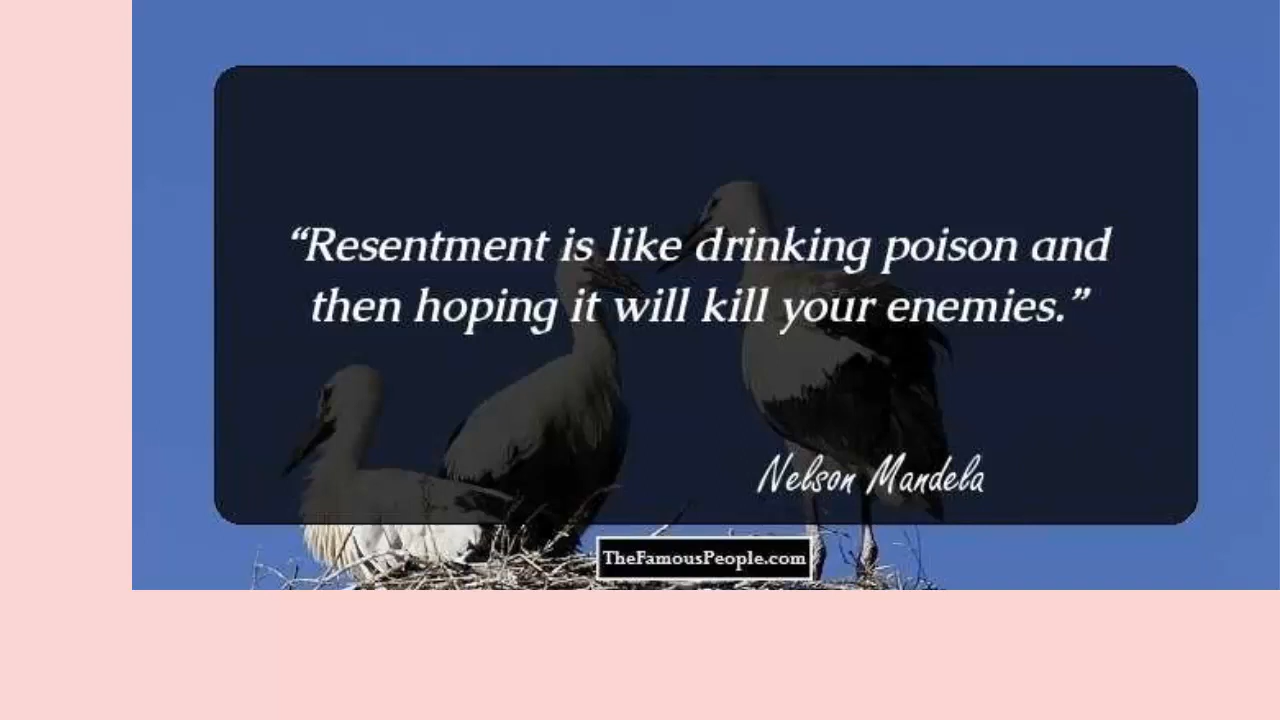 “Resentment is like drinking poison and
then hoping it will kill your enemies.”
Nelson Mandela
TheFamousPeople.com